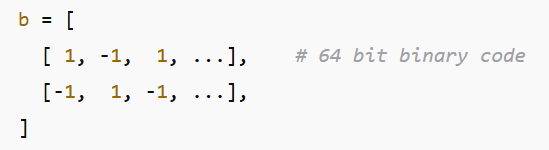 b = [
[ 1, -1,  1, ...],   # 64 bit binary code
[-1,  1, -1, ...],
]